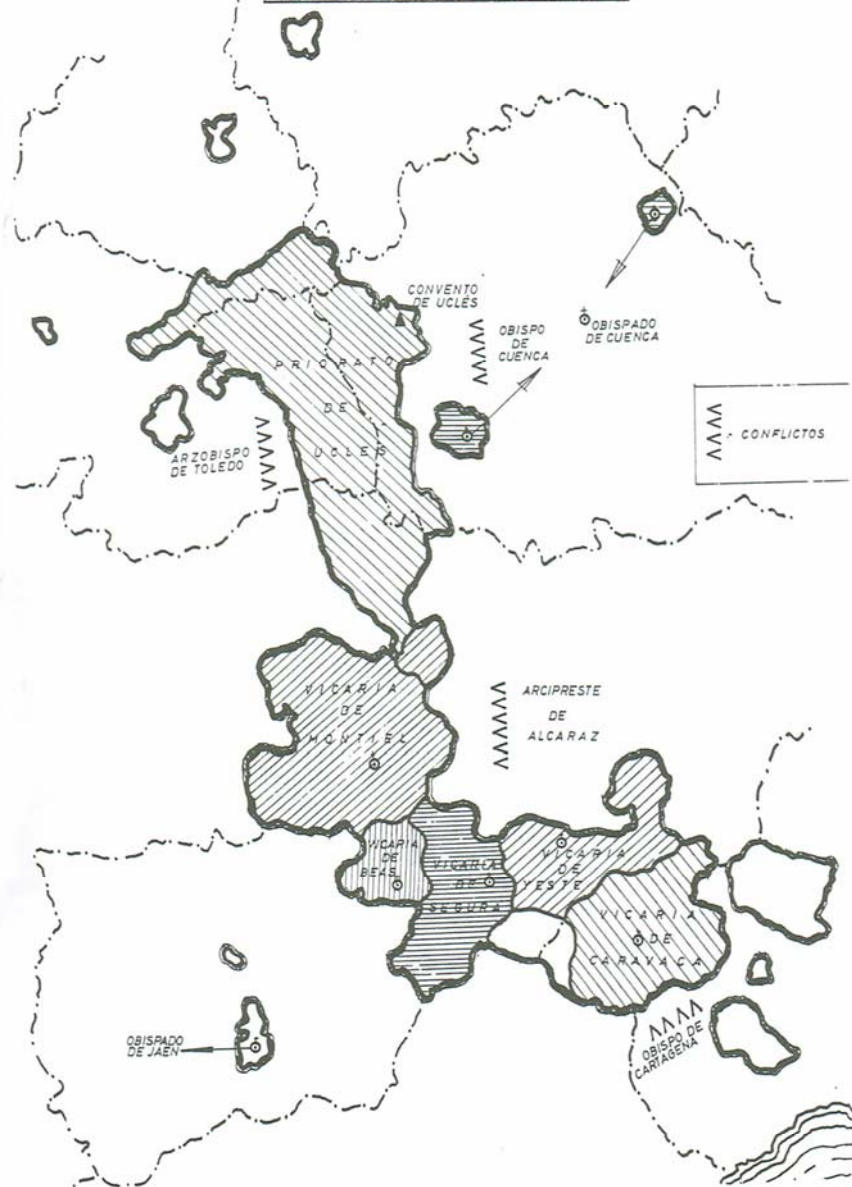 CONVENTO
DE UCLÉS
OBISPO
DE
CUENCA
OBISPADO
DE CUENCA
PRIORATO
DE
UCLES
ARZOBISPO
DE TOLEDO
CONFLICTOS
VICARIA
DE
MONTIEL
ARCIPRESTE
DE
ALCARAZ
VICARIA
DE
BEAS
VICARIA
DE
SEGURA
VICARIA
DE
YESTE
VICARIA
DE
CARAVACA
OBISPADO
DE JAEN
OBISPO DE
CARTAGENA